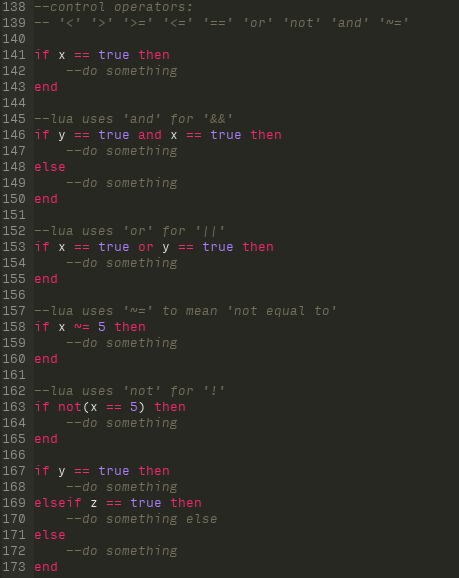 138 --control operators:
139 -- '<' '>' '>=' '<=' '==' 'or' 'not' 'and' '~='
140
141 if x == true then
142     --do something
143 end
144
145 --lua uses 'and' for '&&'
146 if y == true and x == true then
147     --do something
148 else
149     --do something
150 end
151
152 --lua uses 'or' for '||'
153 if x == true or y == true then
154     --do something
155 end
156
157 --lua uses '~=' to mean 'not equal to'
158 if x ~= 5 then
159     --do something
160 end
161
162 --lua uses 'not' for '!'
163 if not(x == 5) then
164     --do something
165 end
166
167 if y == true then
168     --do something
169 elseif z == true then
170     --do something else
171 else
172     --do something
173 end